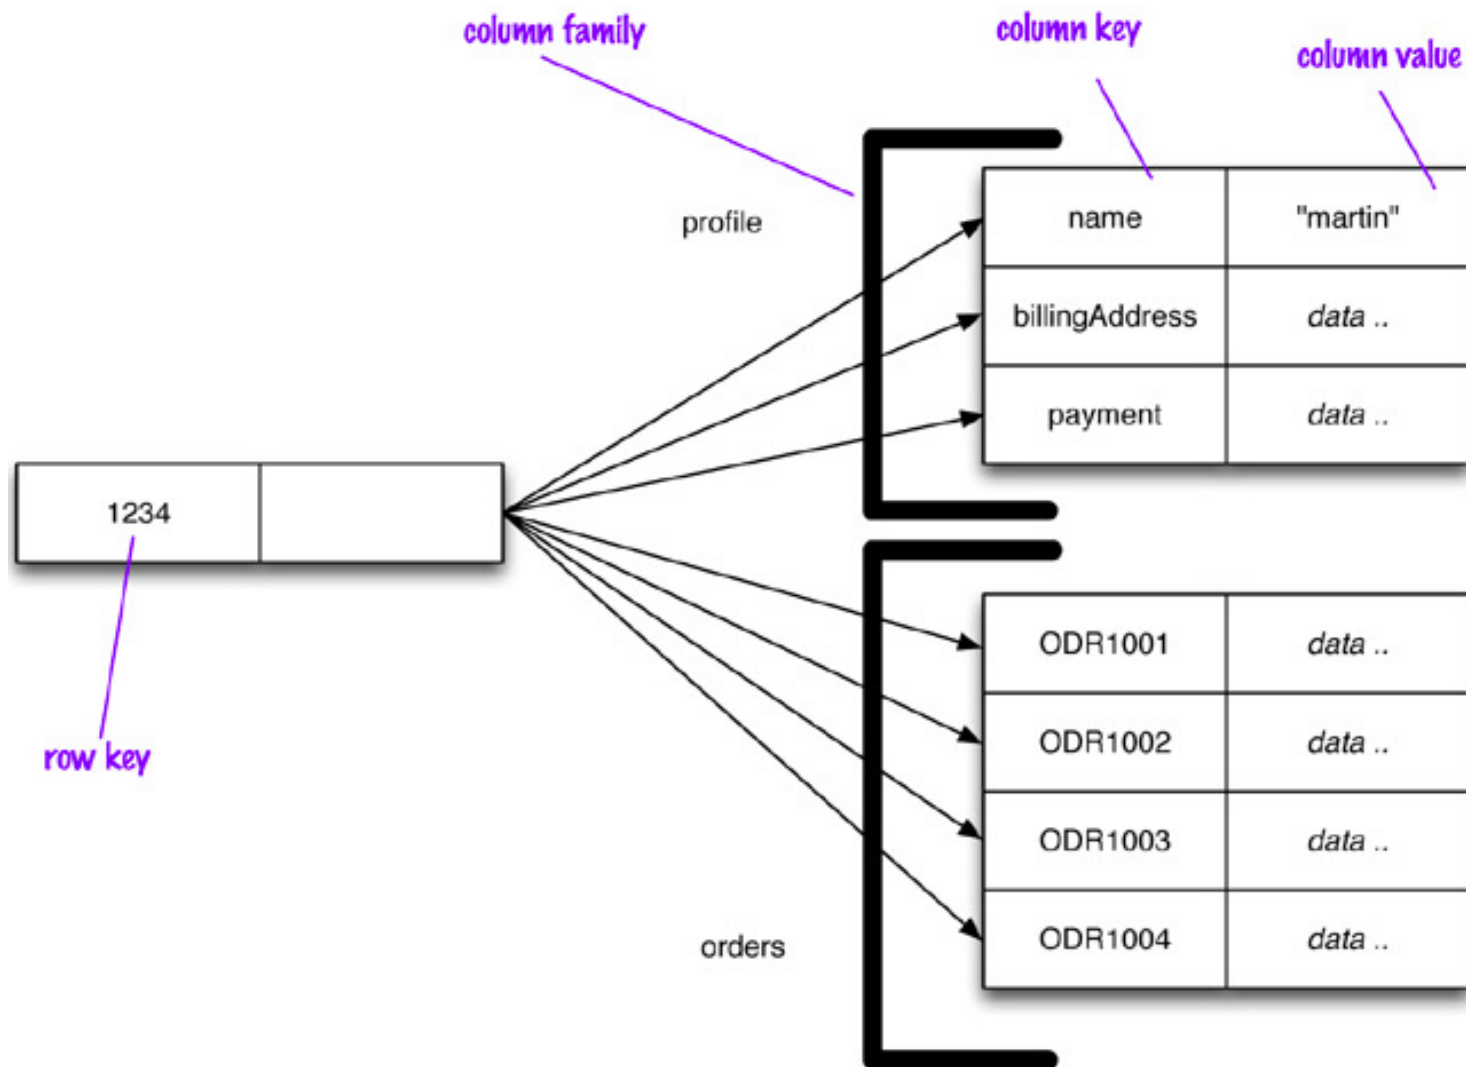 column family
column key
column value
profile
name
"martin"
billingAddress
data ..
payment
data ..
1234
row key
ODR1001
data ..
ODR1002
data ..
ODR1003
data ..
orders
ODR1004
data ..